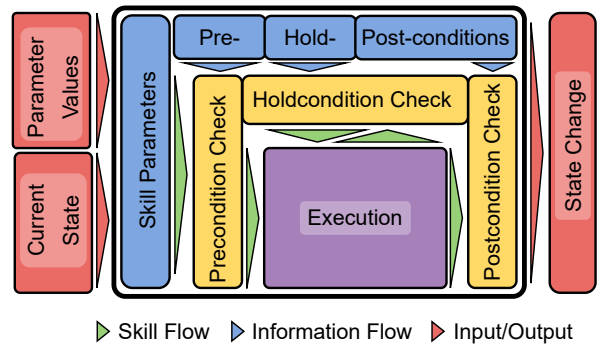 Parameter
Values
Current
State
Skill Parameters
Pre-
Hold-
Post-conditions
Precondition Check
Holdcondition Check
Execution
Postcondition Check
State Change
Skill Flow
Information Flow
Input/Output